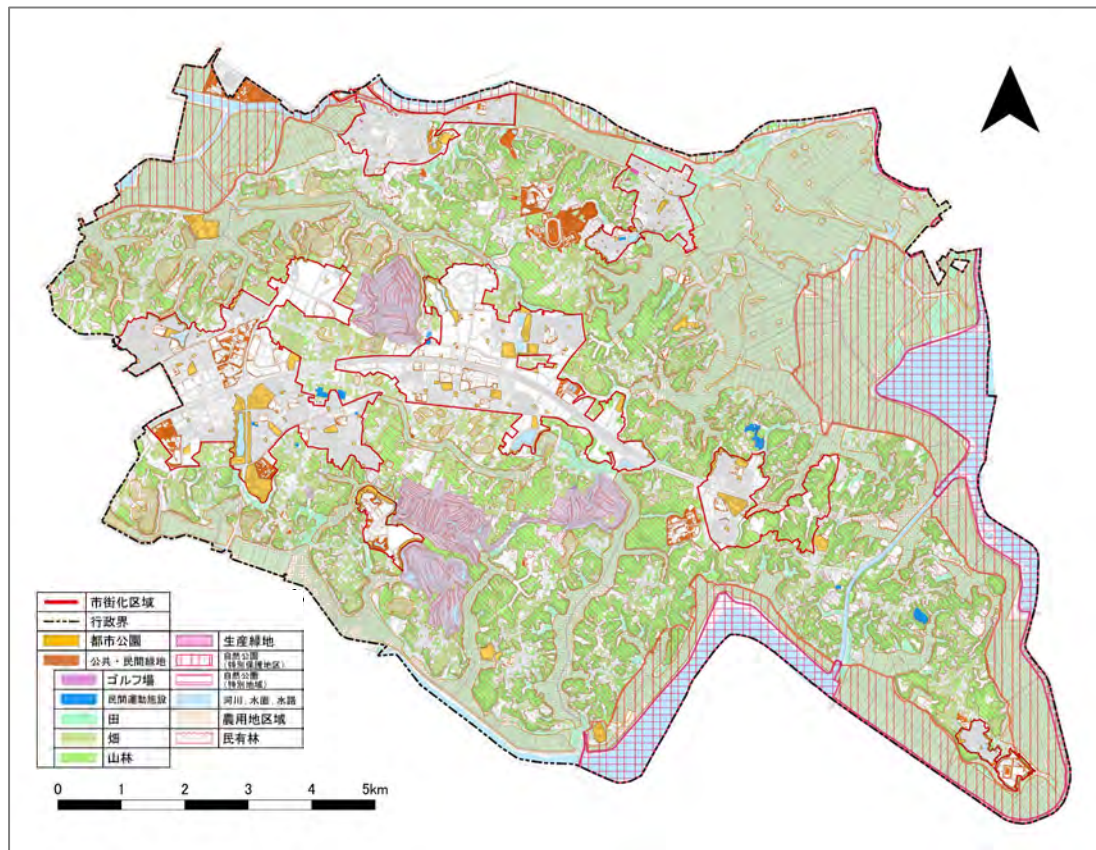 市街化区域
行政界
都市公園
生産緑地
公共・民間緑地
自然公園
(特別保護地区)
ゴルフ場
自然公園
(特別地域)
民間運動施設
河川、水面、水路
田
農用地区域
畑
民有林
山林
0 1 2 3 4 5km